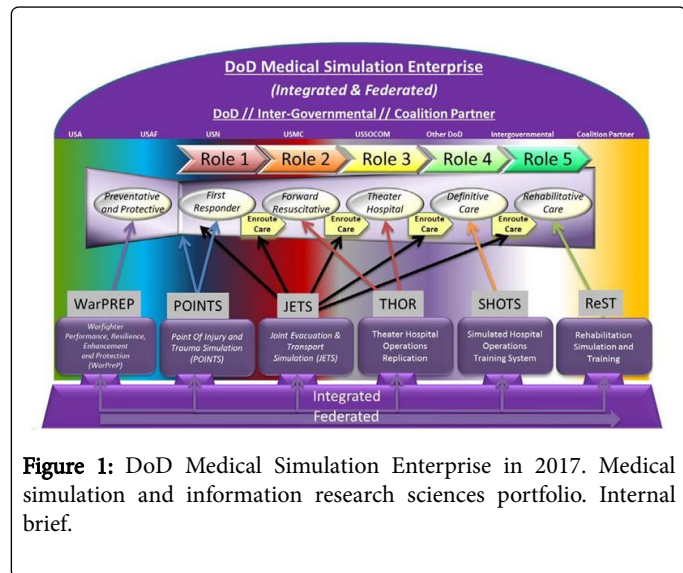 DoD Medical Simulation Enterprise
(Integrated & Federated)
DoD // Inter-Governmental // Coalition Partner
USA USAF USN USMC USSOCOM Other DoD Intergovernmental Coalition Partner
Role 1 Role 2 Role 3 Role 4 Role 5
Preventative
and Protective
First
Responder
Enroute
Care
Forward
Resuscitative
Enroute
Care
Theater
Hospital
Enroute
Care
Definitive
Care
Enroute
Care
Rehabilitative
Care
WarPREP POINTS JETS THOR SHOTS ReST
Warfighter
Performance, Resilience,
Enhancement
and Protection
(WarPreP)
Point Of Injury and
Trauma Simulation
(POINTS)
Joint Evacuation &
Transport
Simulation (JETS)
Theater Hospital
Operations
Replication
Simulated Hospital
Operations
Training System
Rehabilitation
Simulation and
Training
Integrated
Federated
Figure 1: DoD Medical Simulation Enterprise in 2017. Medical
simulation and information research sciences portfolio. Internal
brief.